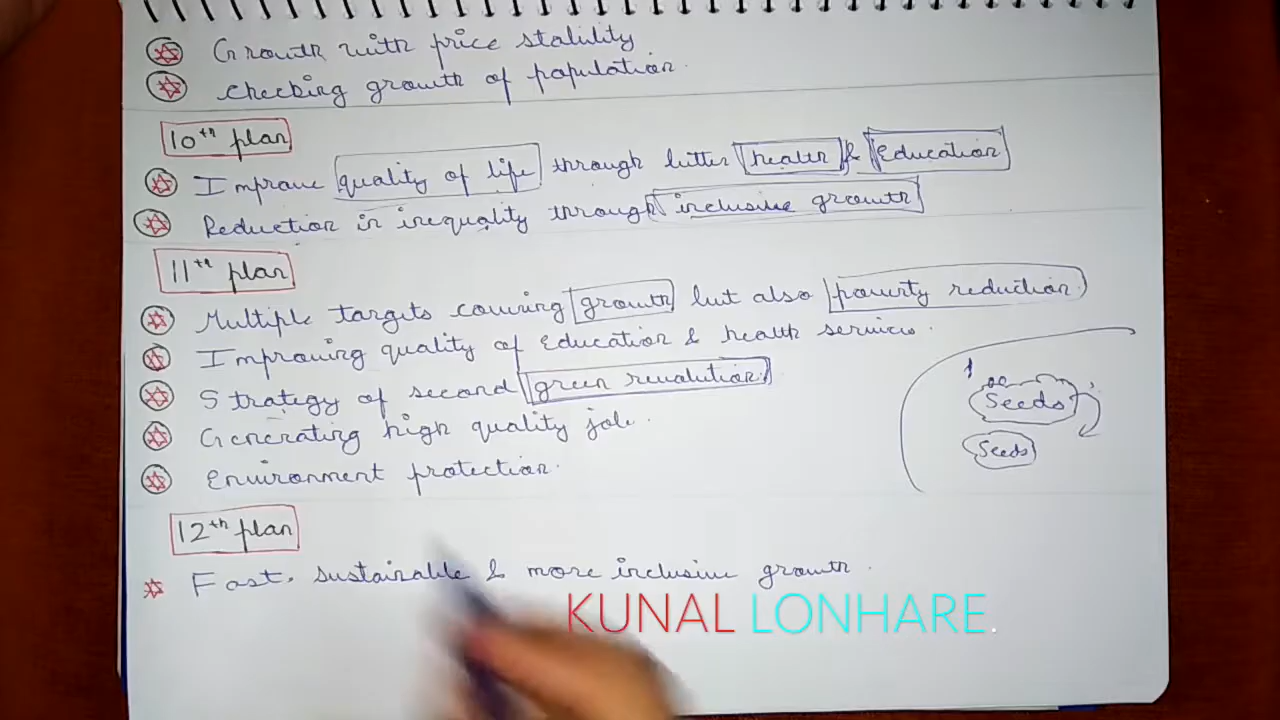 Growth with price stability
Checking growth of population.
10th plan
Improve quality of life through better health & Education
Reduction in inequality through inclusive growth
11th plan
Multiple targets covering growth but also poverty reduction.
Improving quality of Education & health services.
Strategy of second green revolution.
Generating high quality job.
Environment protection.
Seeds
Seeds
12th plan
Fast, sustainable & more inclusive growth.
KUNAL LONHARE.